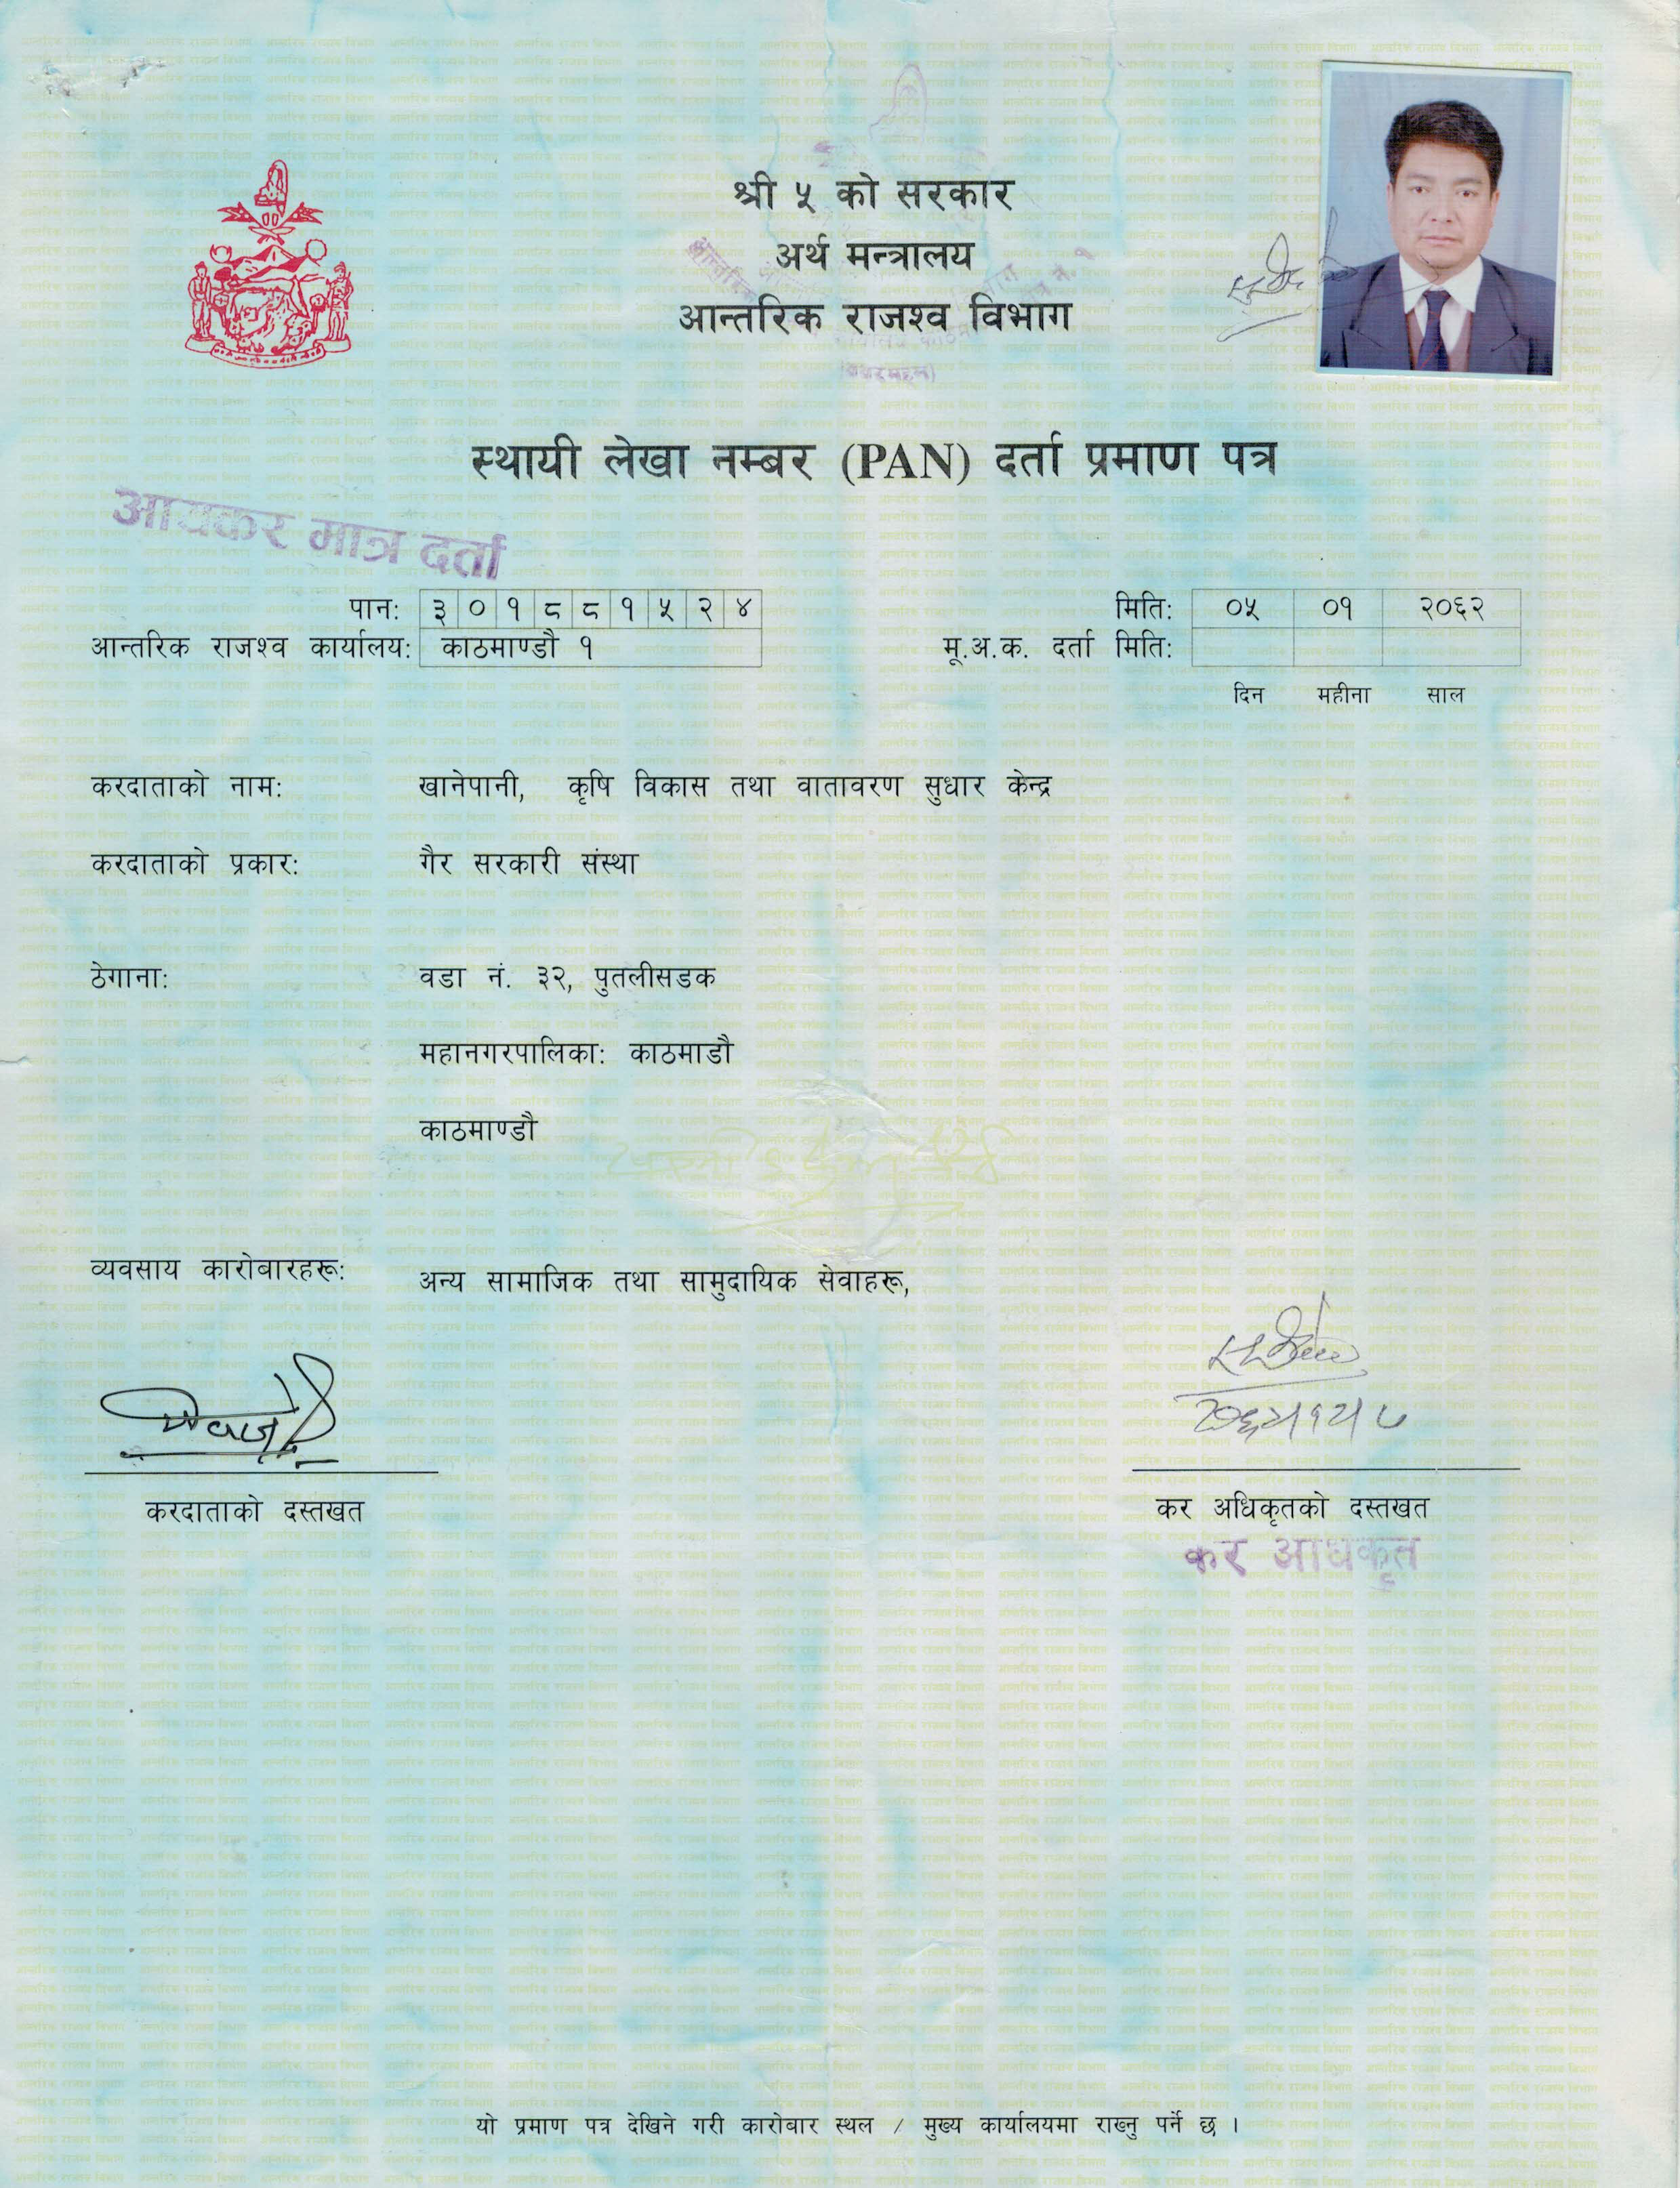 श्री ५ को सरकार
अर्थ मन्त्रालय
आन्तरिक राजश्व विभाग
स्थायी लेखा नम्बर (PAN) दर्ता प्रमाण पत्र
आयकर मात्र दर्ता
पान: ३ ० १ ८ ८ १ ५ २ ४ मिति: ०५ ०१ २०६२
आन्तरिक राजश्व कार्यालय: काठमाण्डौ १ मू.अ.क. दर्ता मिति:
दिन महीना साल
करदाताको नाम: खानेपानी, कृषि विकास तथा वातावरण सुधार केन्द्र
करदाताको प्रकार: गैर सरकारी संस्था
ठेगाना: वडा नं. ३२, पुतलीसडक
महानगरपालिका: काठमाडौ
काठमाण्डौ
व्यवसाय कारोबारहरू: अन्य सामाजिक तथा सामुदायिक सेवाहरू,
करदाताको दस्तखत कर अधिकृतको दस्तखत
कर अधिकृत
यो प्रमाण पत्र देखिने गरी कारोबार स्थल / मुख्य कार्यालयमा राख्नु पर्ने छ ।